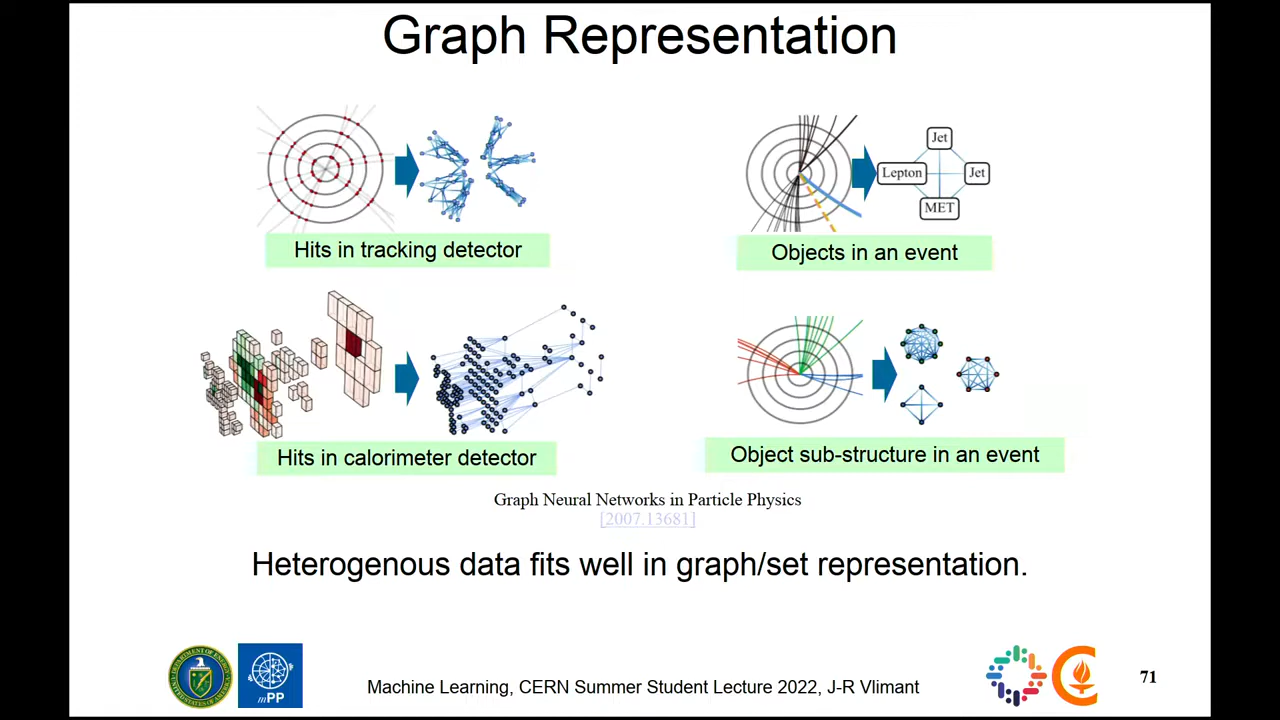 Graph Representation
Jet
Lepton
Jet
MET
Hits in tracking detector
Objects in an event
Hits in calorimeter detector
Object sub-structure in an event
Graph Neural Networks in Particle Physics
[2007.13681]
Heterogenous data fits well in graph/set representation.
mPP
Machine Learning, CERN Summer Student Lecture 2022, J-R Vlimant
71